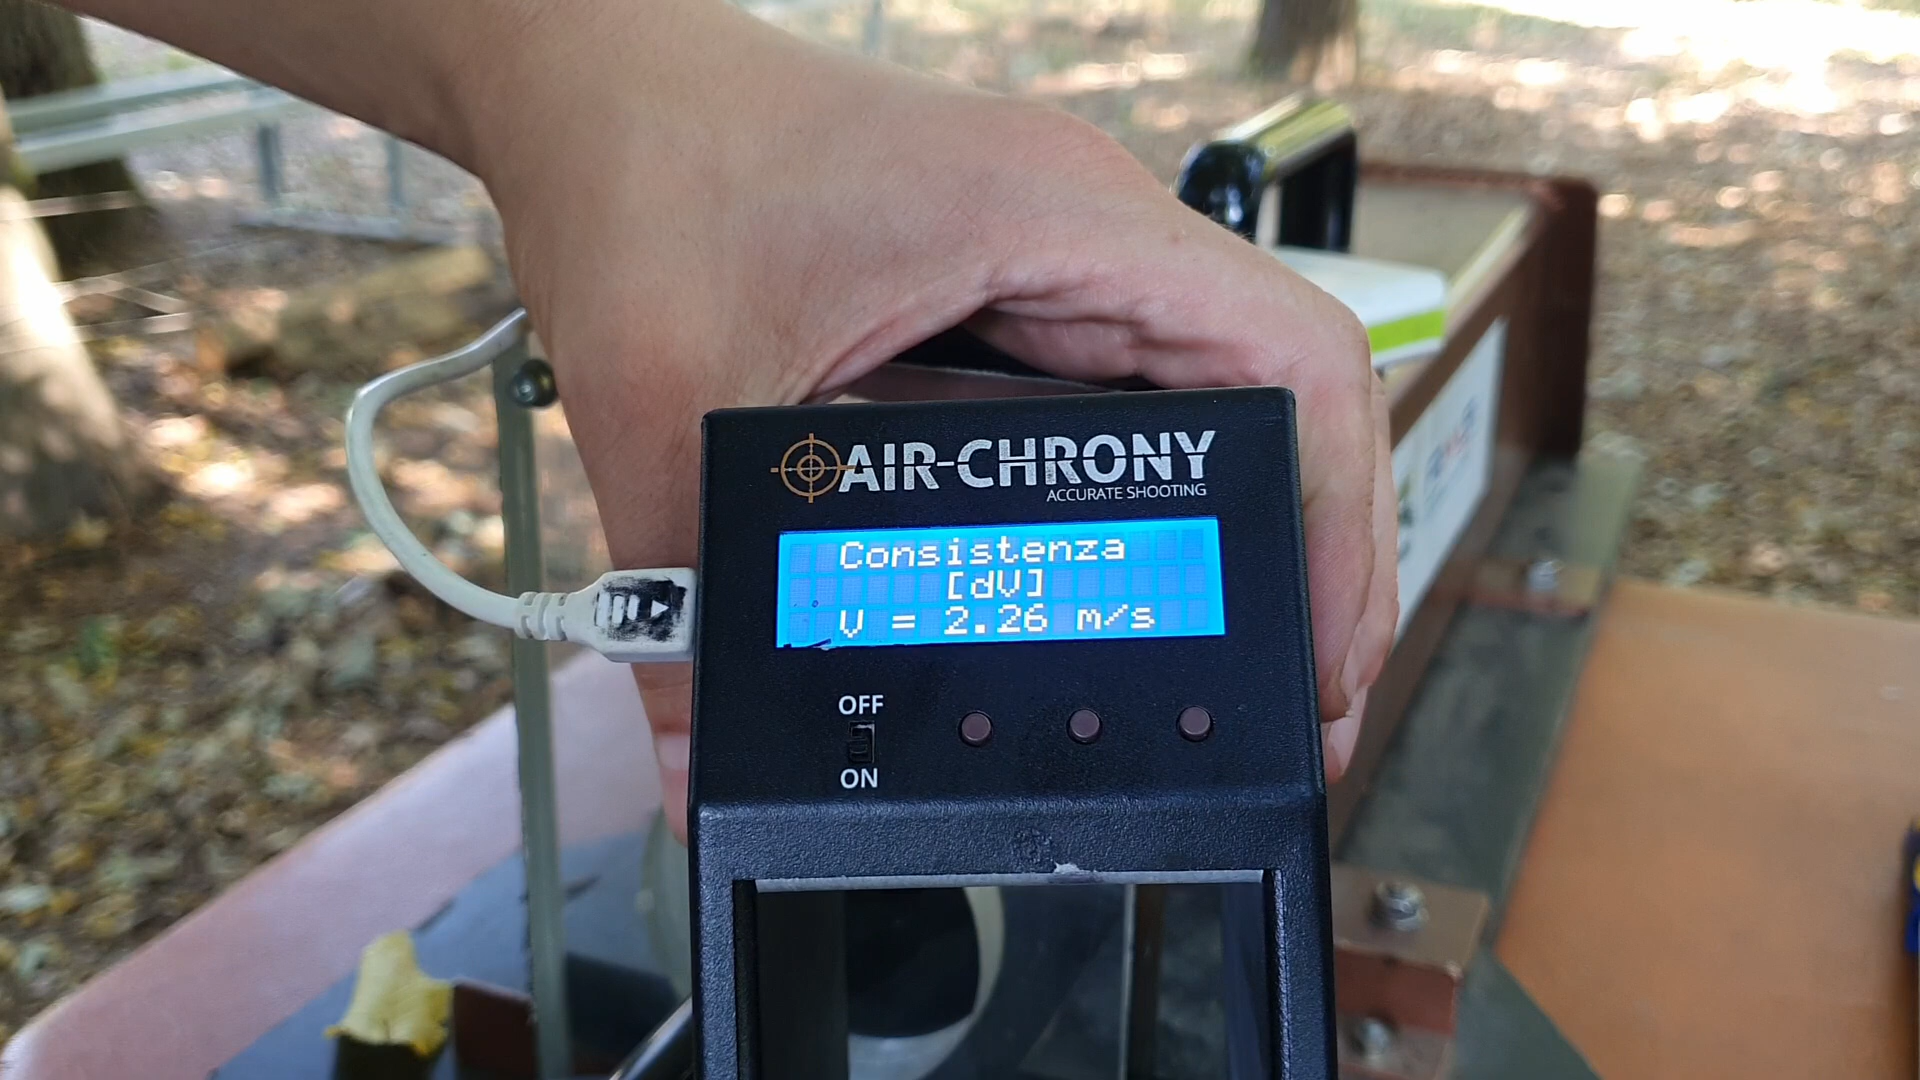 AIR-CHRONY
ACCURATE SHOOTING
Consistenza
[dV]
V = 2.26 m/s
OFF
ON